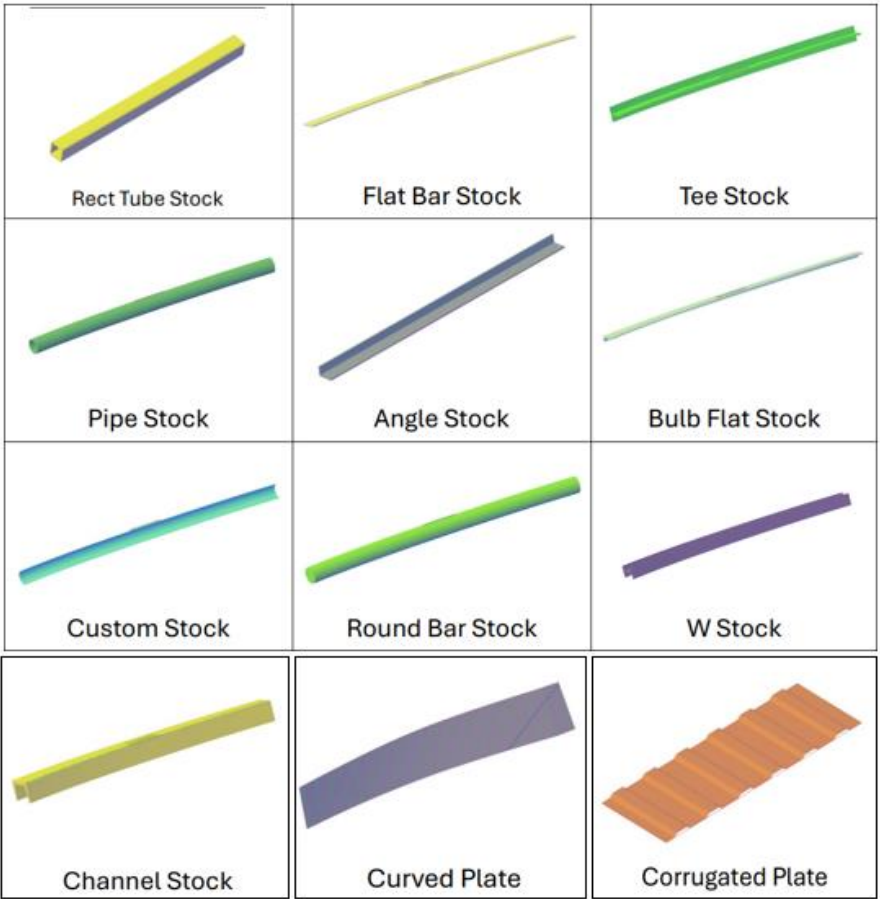 Rect Tube Stock
Flat Bar Stock
Tee Stock
Pipe Stock
Angle Stock
Bulb Flat Stock
Custom Stock
Round Bar Stock
W Stock
Channel Stock
Curved Plate
Corrugated Plate